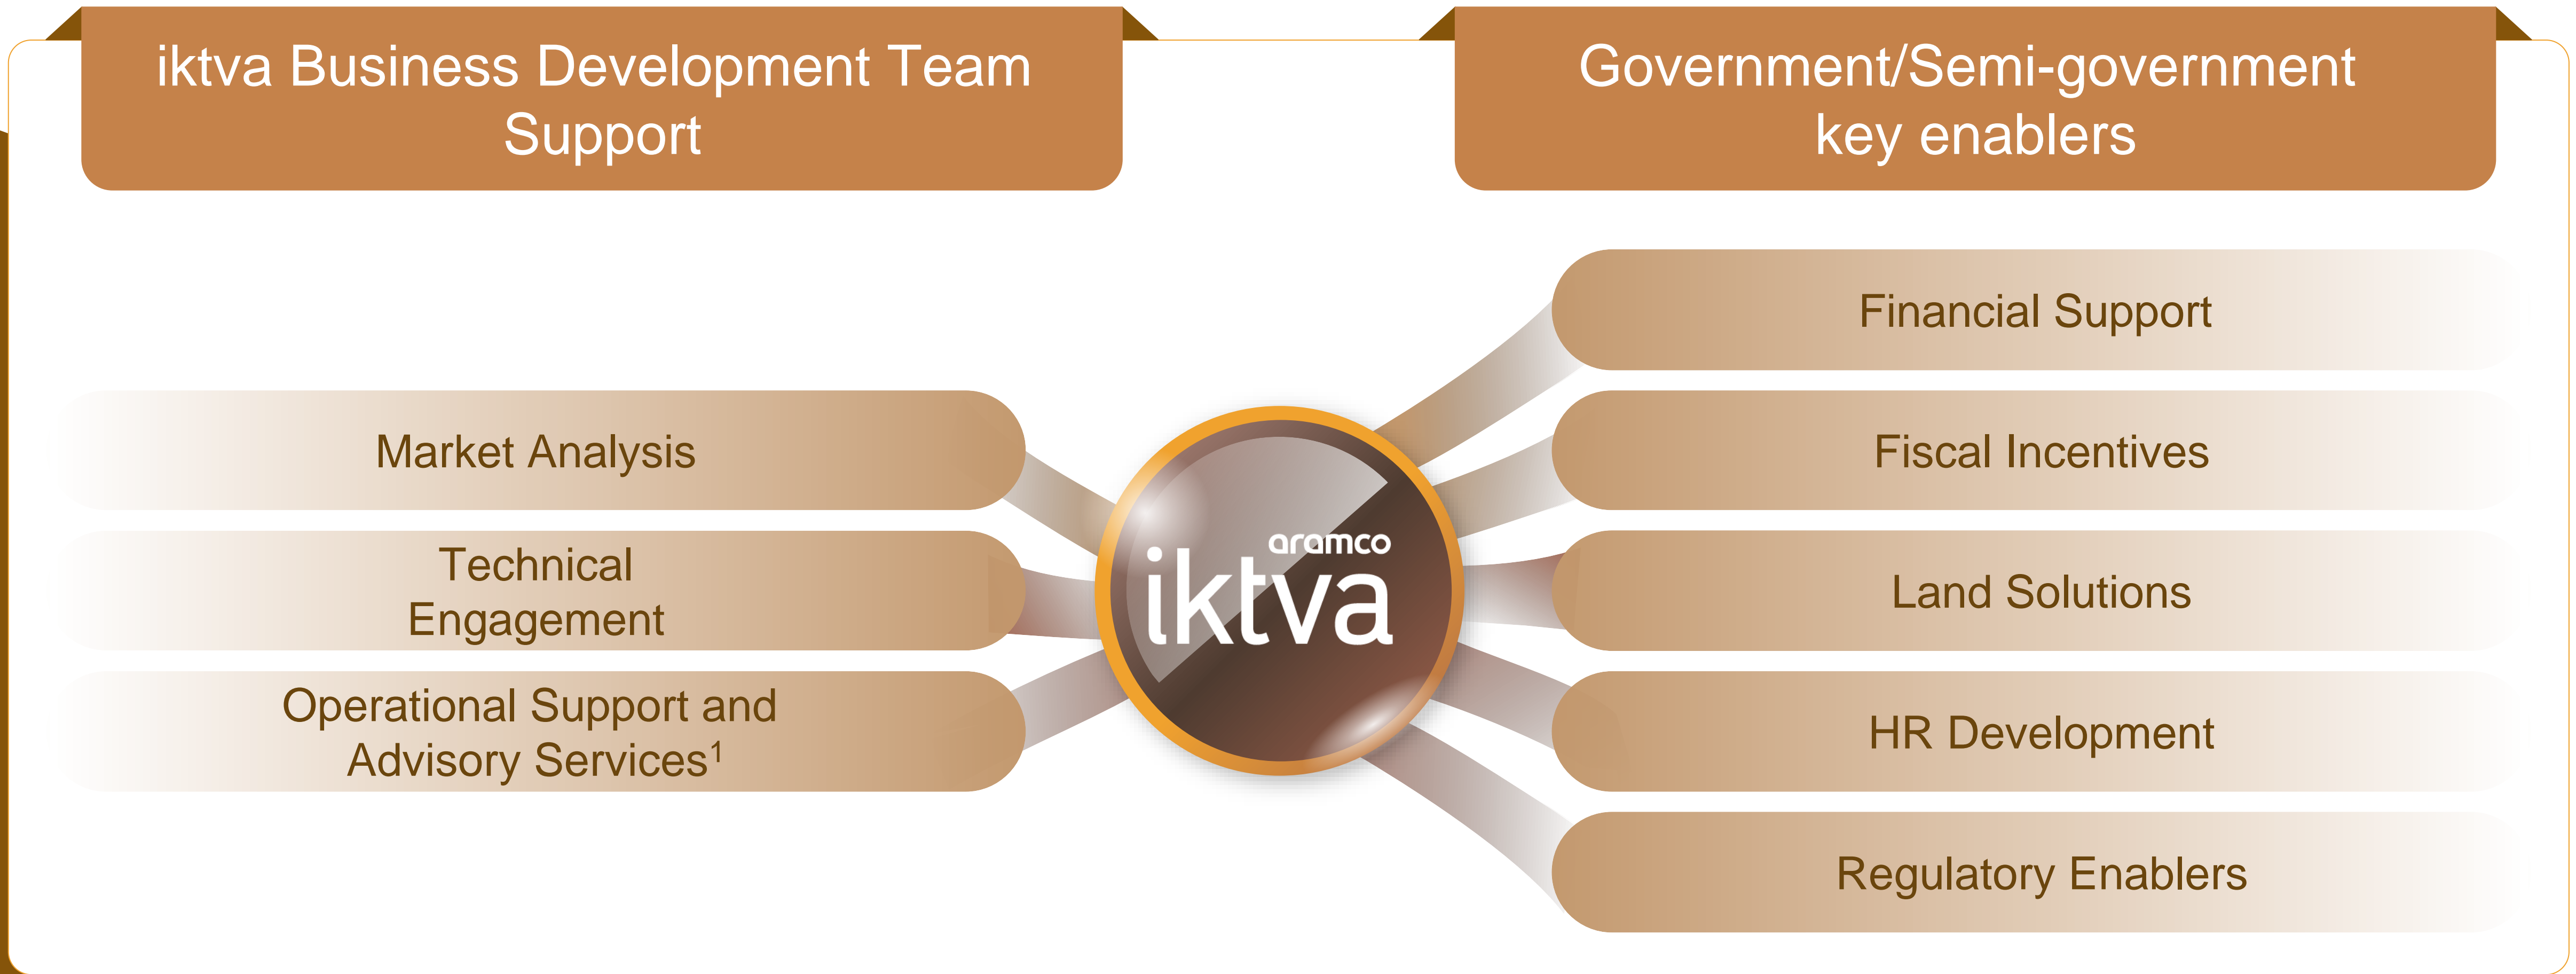 iktva Business Development Team
Support
Government/Semi-government
key enablers
Market Analysis
Technical
Engagement
Operational Support and
Advisory Services¹
aramco
iktva
Financial Support
Fiscal Incentives
Land Solutions
HR Development
Regulatory Enablers